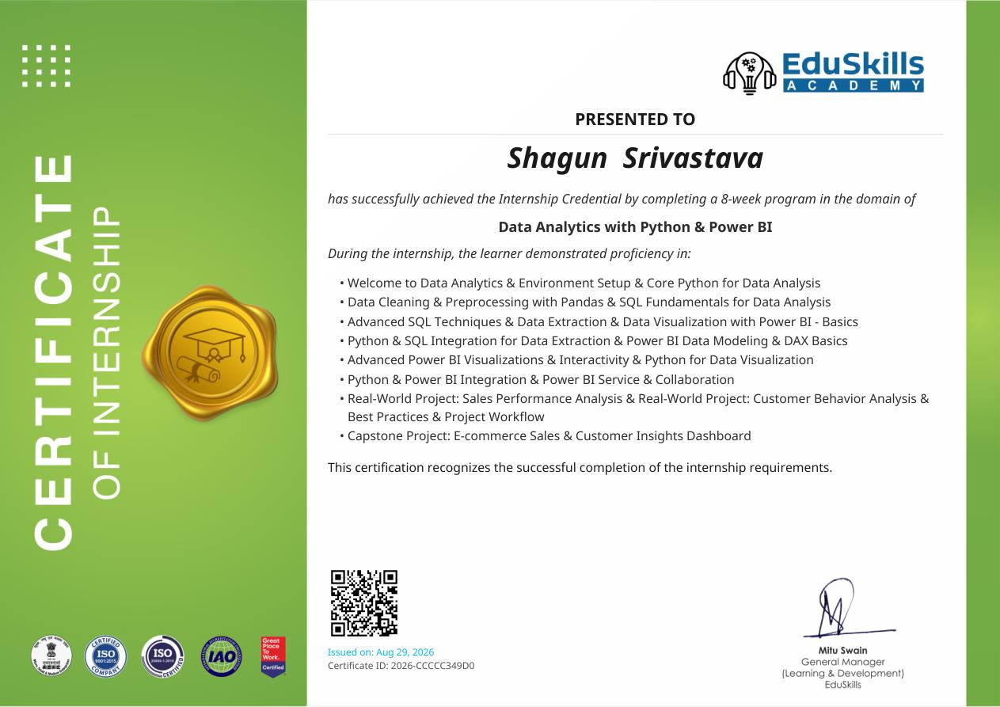 CERTIFICATE
OF INTERNSHIP
EduSkills
ACADEMY
PRESENTED TO
Shagun Srivastava
has successfully achieved the Internship Credential by completing a 8-week program in the domain of
Data Analytics with Python & Power BI
During the internship, the learner demonstrated proficiency in:
• Welcome to Data Analytics & Environment Setup & Core Python for Data Analysis
• Data Cleaning & Preprocessing with Pandas & SQL Fundamentals for Data Analysis
• Advanced SQL Techniques & Data Extraction & Data Visualization with Power BI - Basics
• Python & SQL Integration for Data Extraction & Power BI Data Modeling & DAX Basics
• Advanced Power BI Visualizations & Interactivity & Python for Data Visualization
• Python & Power BI Integration & Power BI Service & Collaboration
• Real-World Project: Sales Performance Analysis & Real-World Project: Customer Behavior Analysis &
Best Practices & Project Workflow
• Capstone Project: E-commerce Sales & Customer Insights Dashboard
This certification recognizes the successful completion of the internship requirements.
Issued on: Aug 29, 2026
Certificate ID: 2026-CCCCC349D0
Mitu Swain
General Manager
(Learning & Development)
EduSkills
CERTIFIED
ISO
9001:2015
COMPANY
ISO
CERTIFIED
IAO
Great
Place
To
Work.
Certified